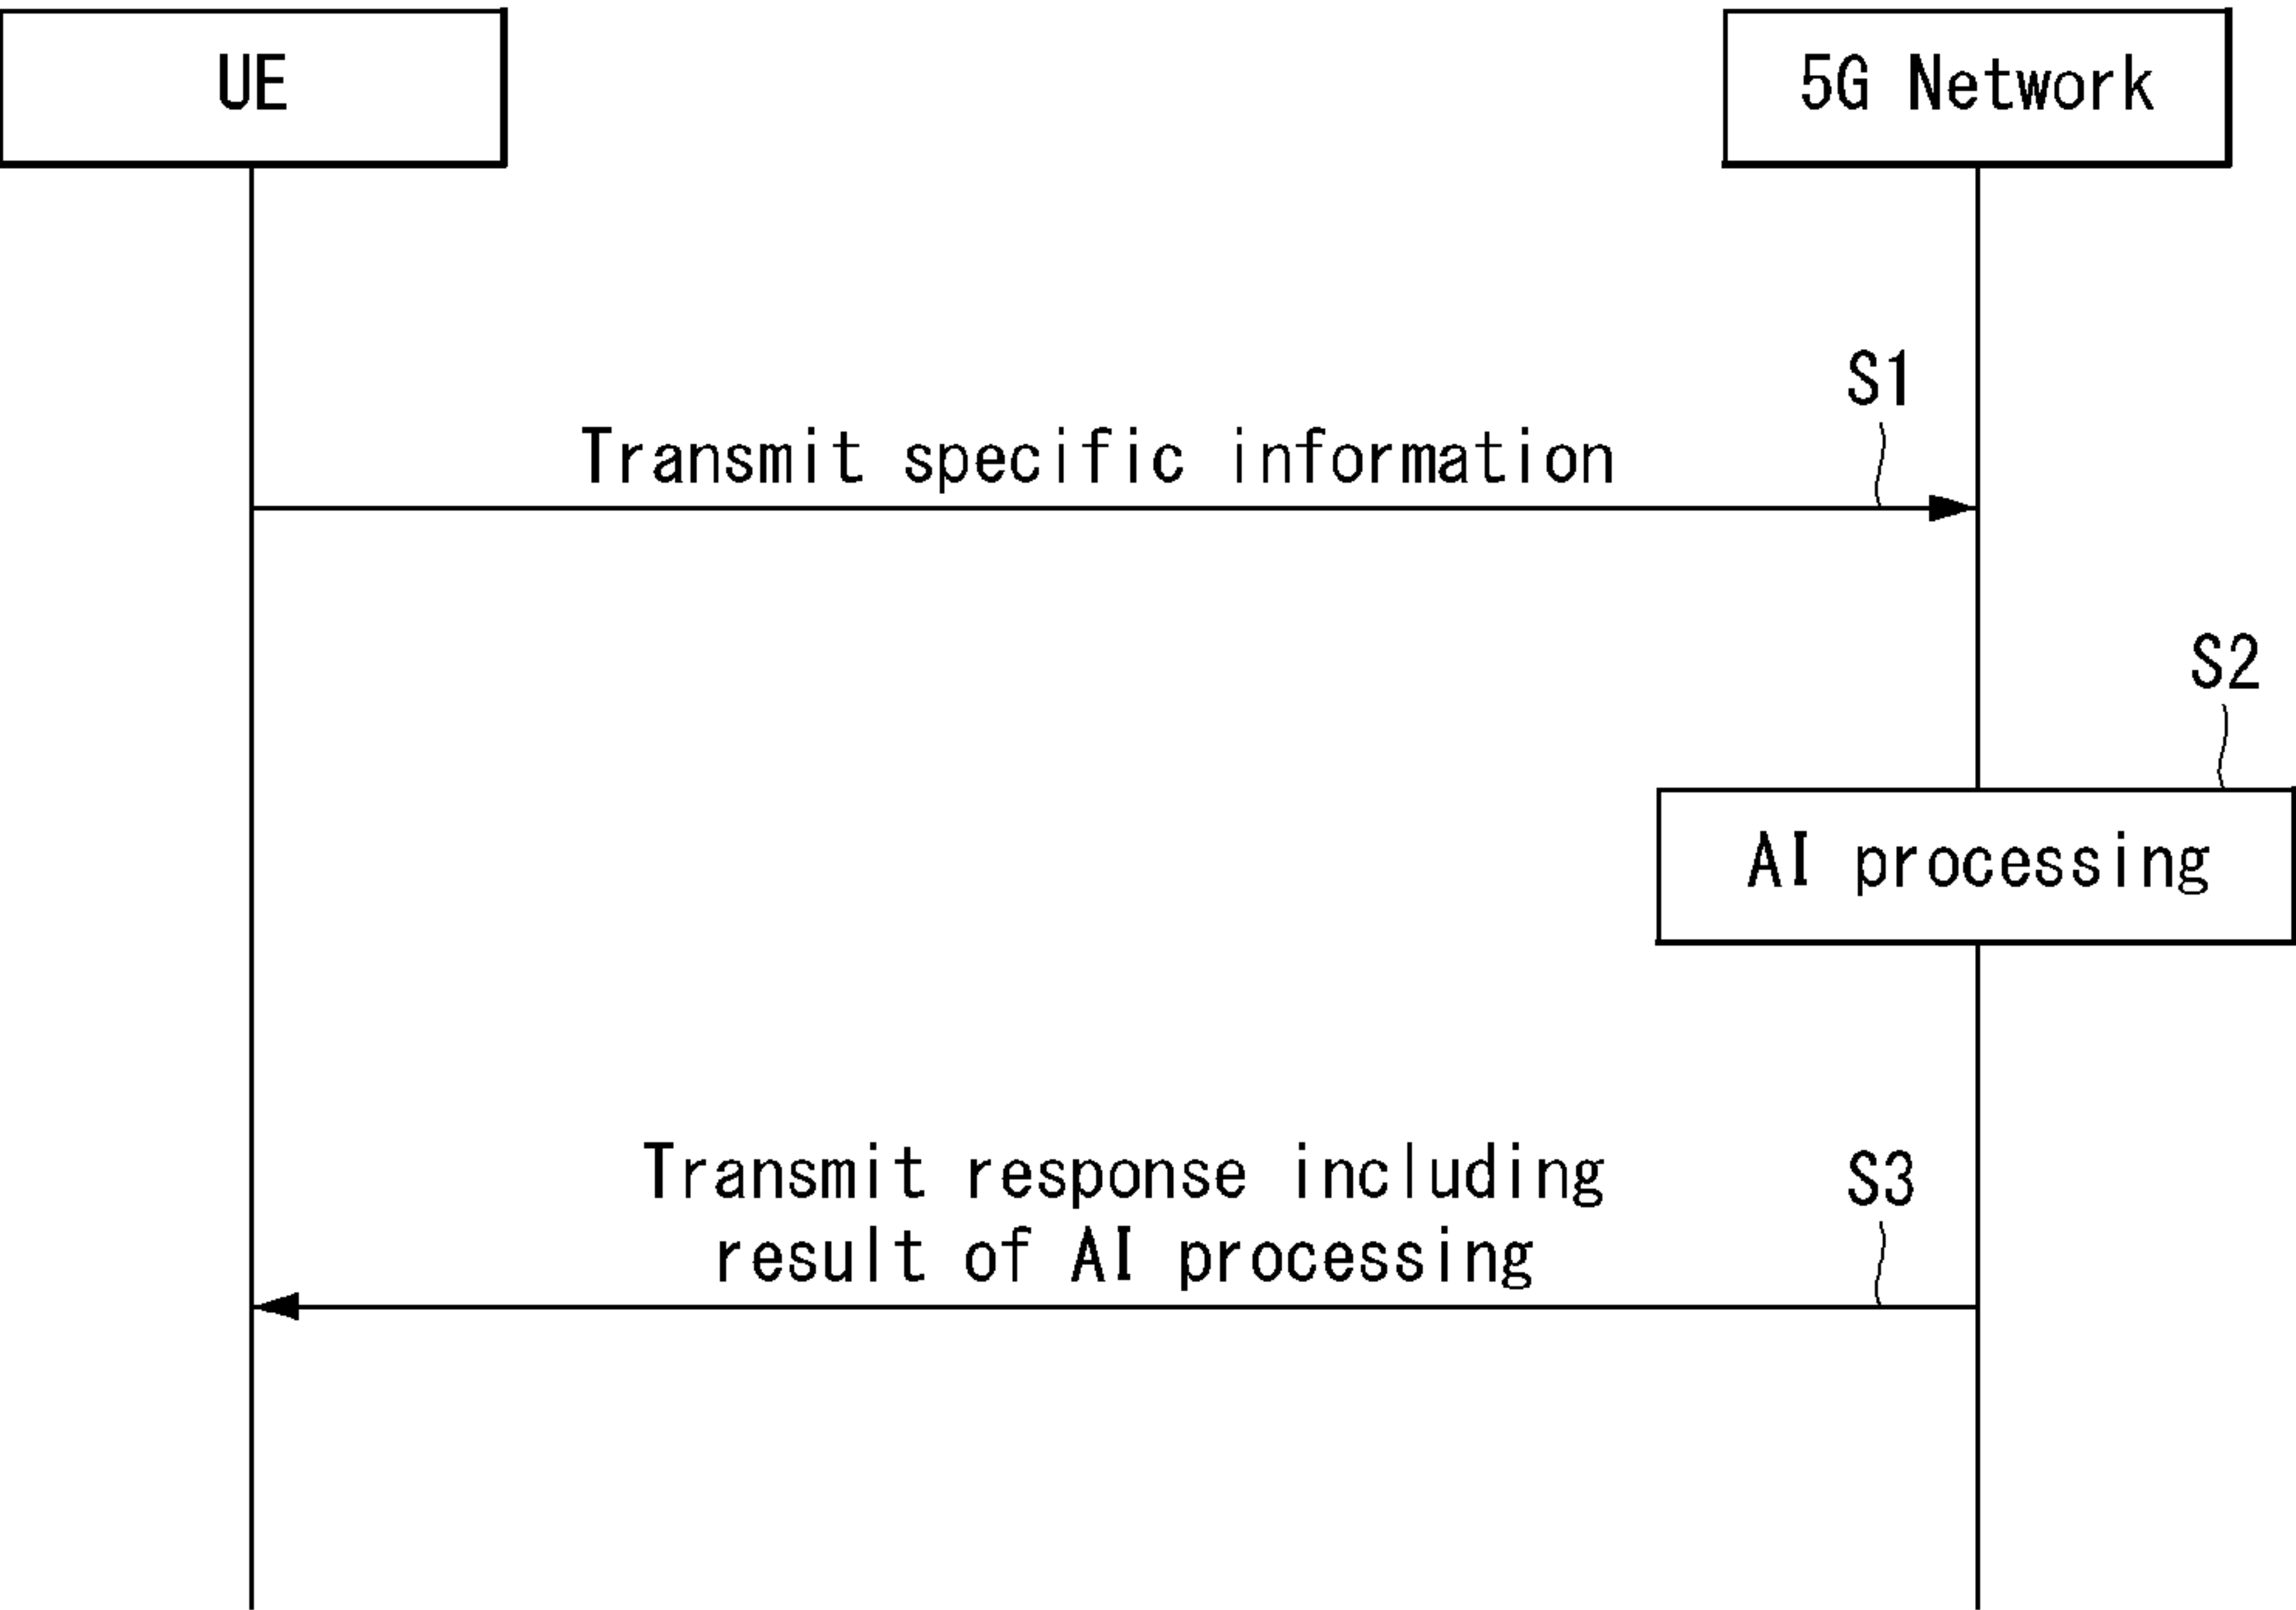 UE
5G Network
S1
Transmit specific information
S2
AI processing
Transmit response including
S3
result of AI processing